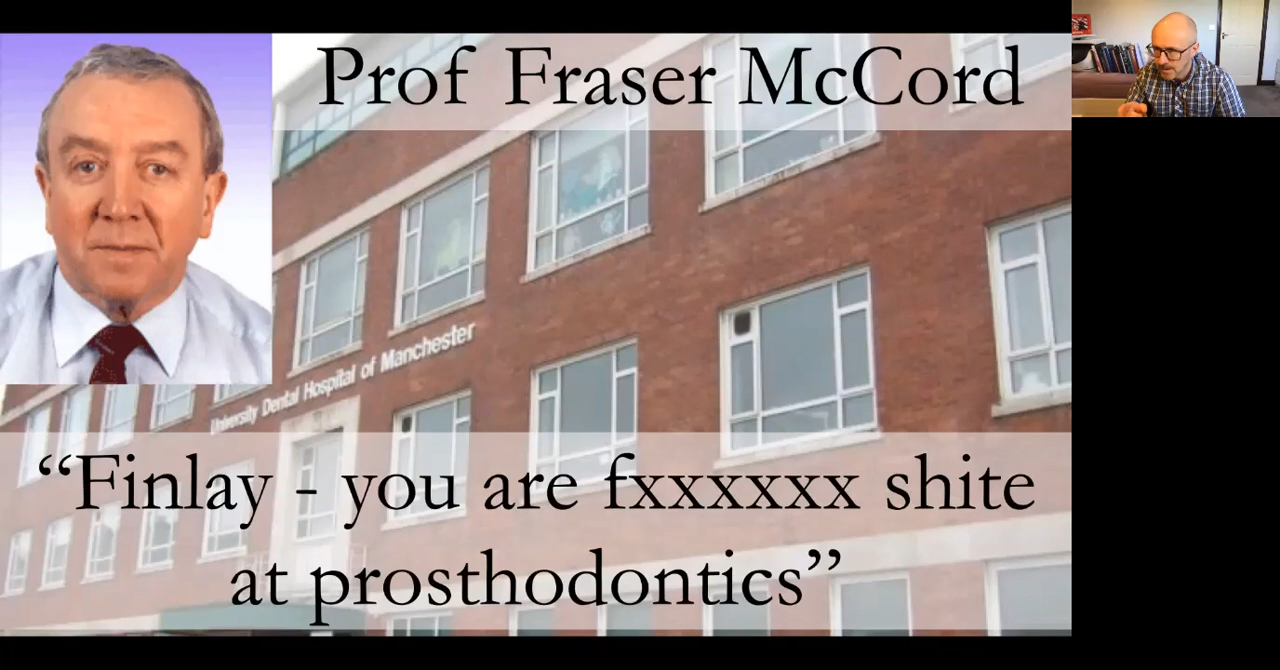 Prof Fraser McCord
University Dental Hospital of Manchester
“Finlay - you are fxxxxxx shite
at prosthodontics”